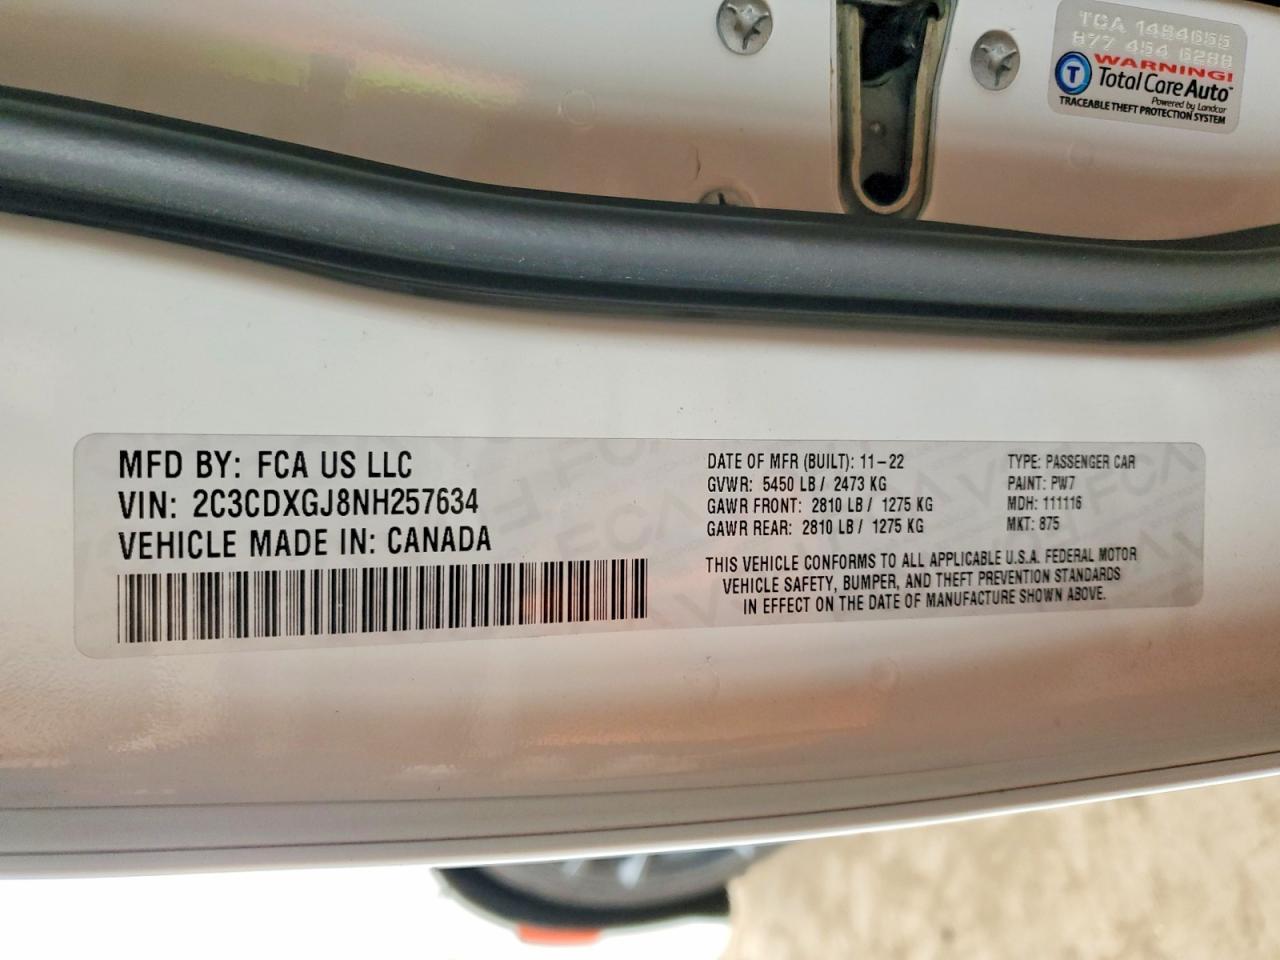 TCA 1484655
877 454 6288
WARNING!
T Total Care Auto™
Powered by Landcar
TRACEABLE THEFT PROTECTION SYSTEM
MFD BY: FCA US LLC
VIN: 2C3CDXGJ8NH257634
VEHICLE MADE IN: CANADA
DATE OF MFR (BUILT): 11-22
GVWR: 5450 LB / 2473 KG
GAWR FRONT: 2810 LB / 1275 KG
GAWR REAR: 2810 LB / 1275 KG
TYPE: PASSENGER CAR
PAINT: PW7
MDH: 111116
MKT: 875
THIS VEHICLE CONFORMS TO ALL APPLICABLE U.S.A. FEDERAL MOTOR
VEHICLE SAFETY, BUMPER, AND THEFT PREVENTION STANDARDS
IN EFFECT ON THE DATE OF MANUFACTURE SHOWN ABOVE.